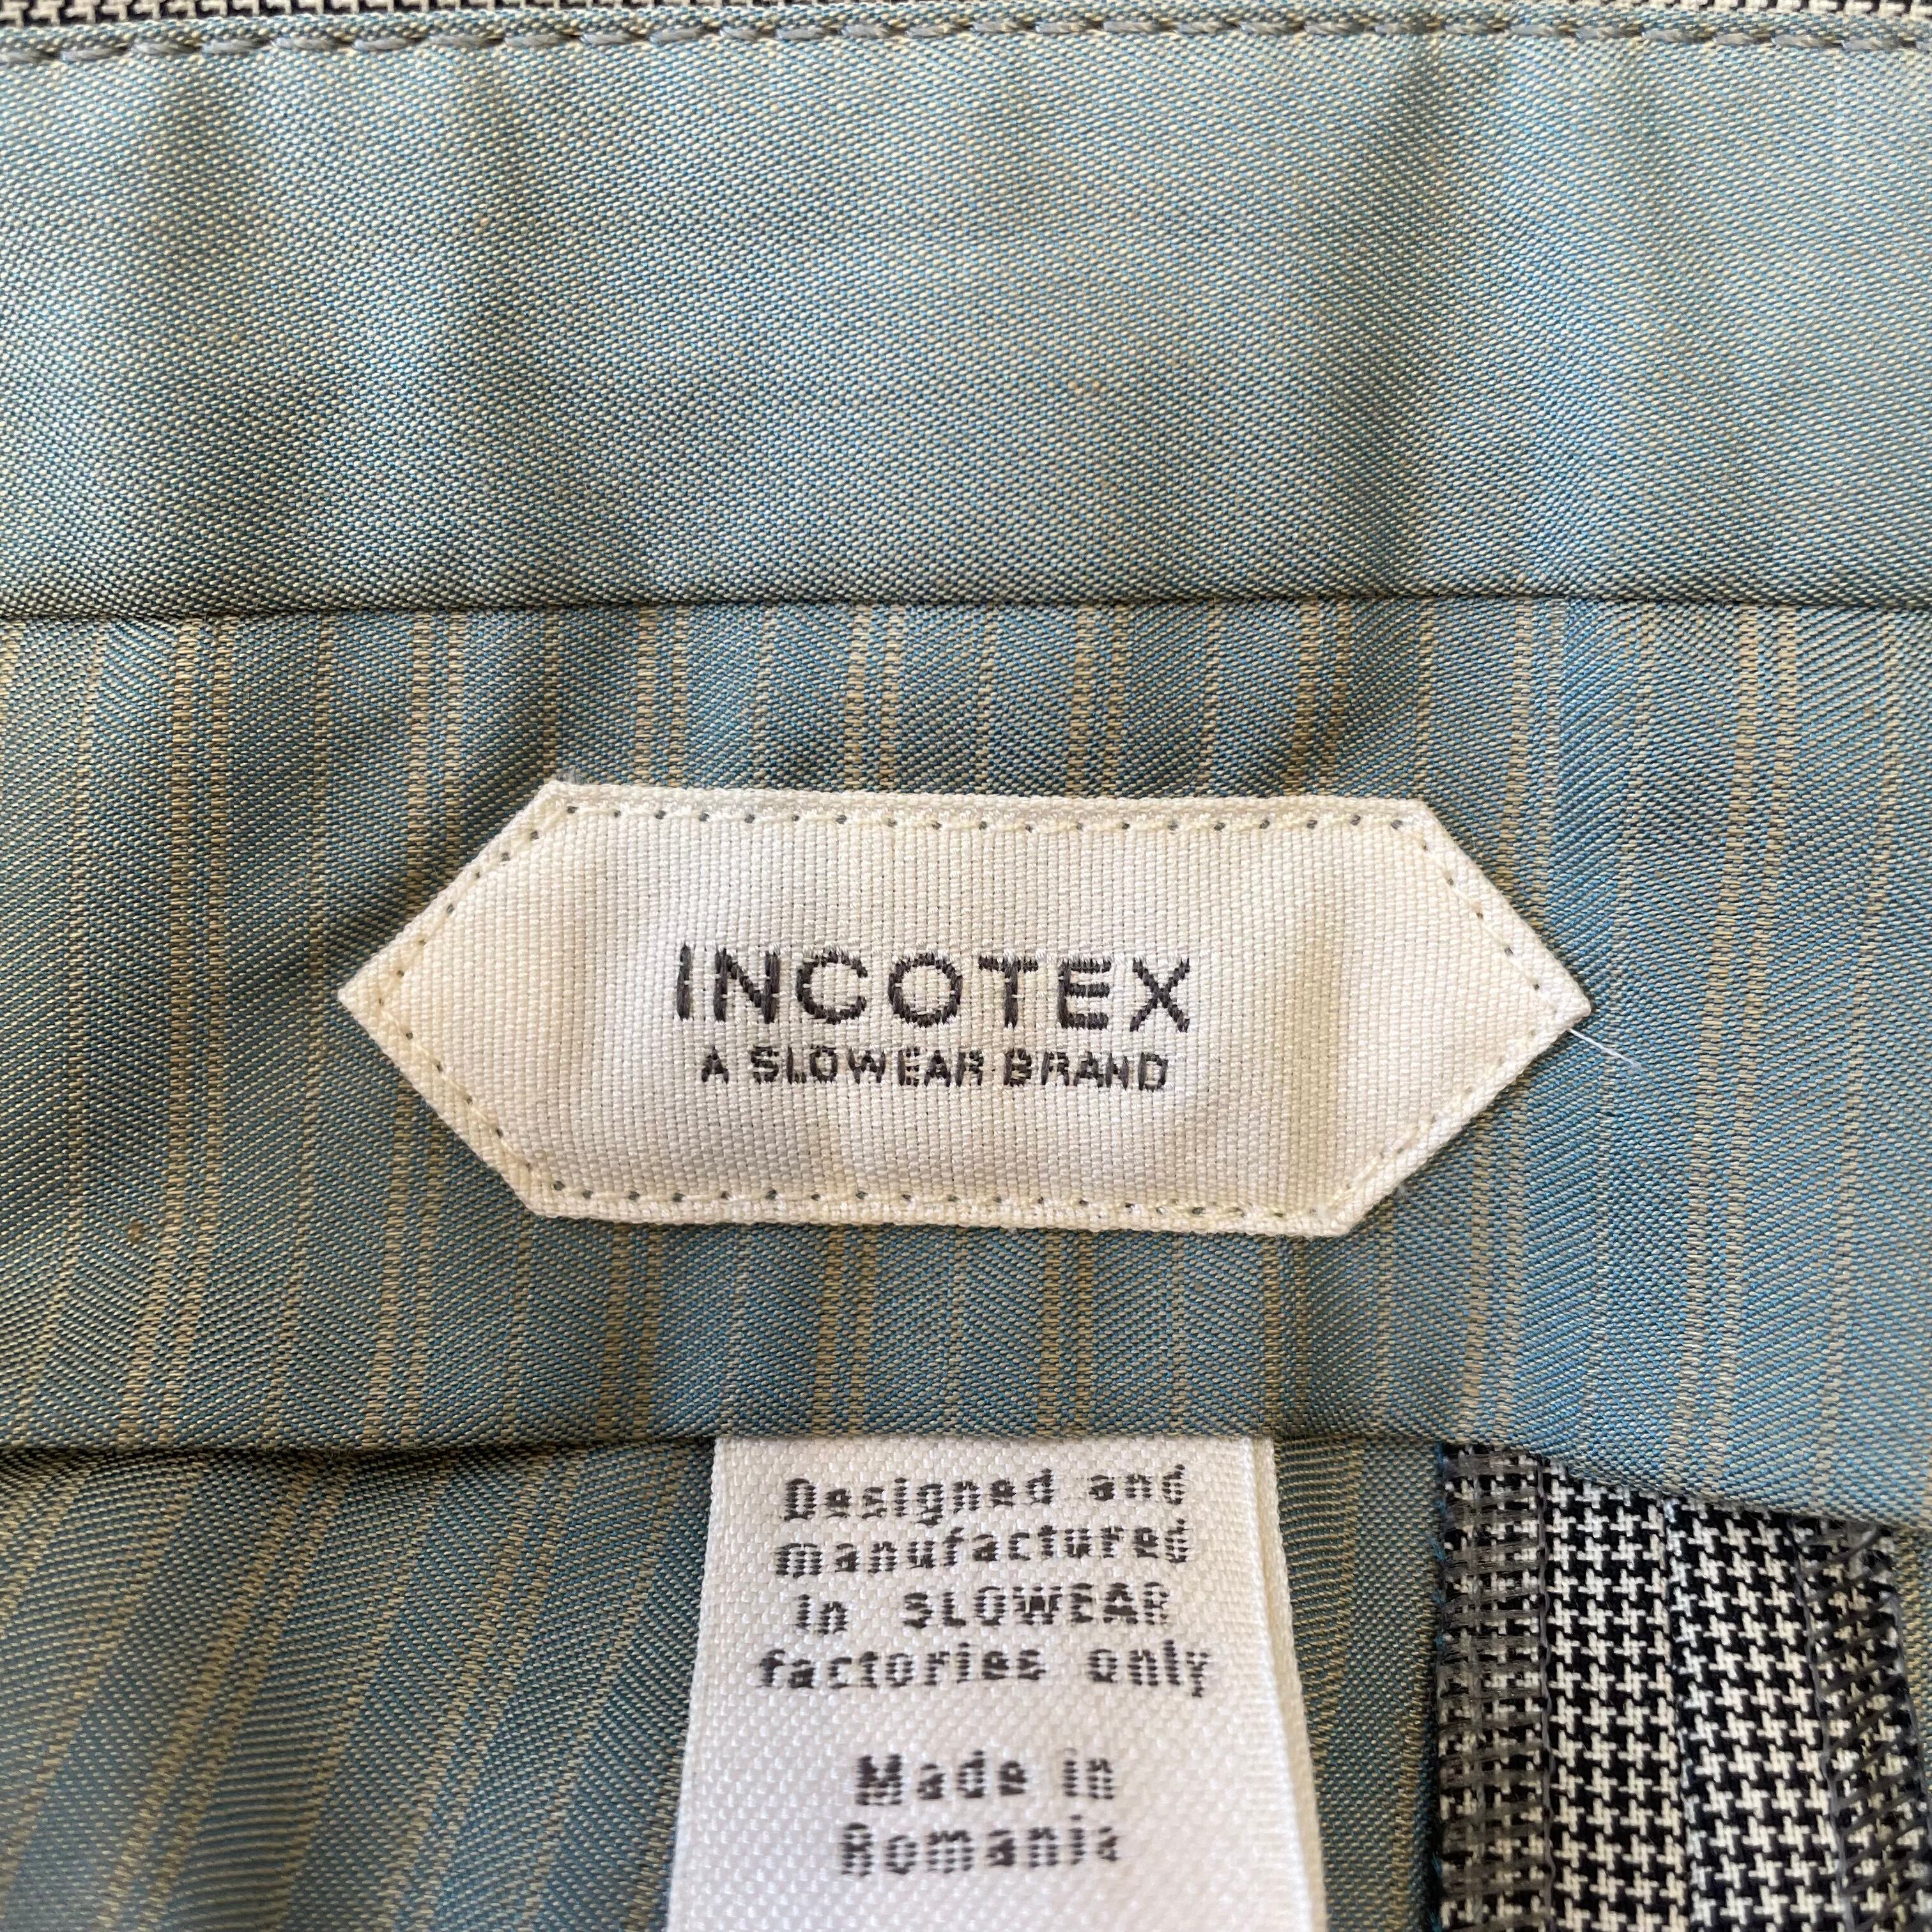 INCOTEX
A SLOWEAR BRAND
Designed and
manufactured
in SLOWEAR
factories only
Made in
Romania